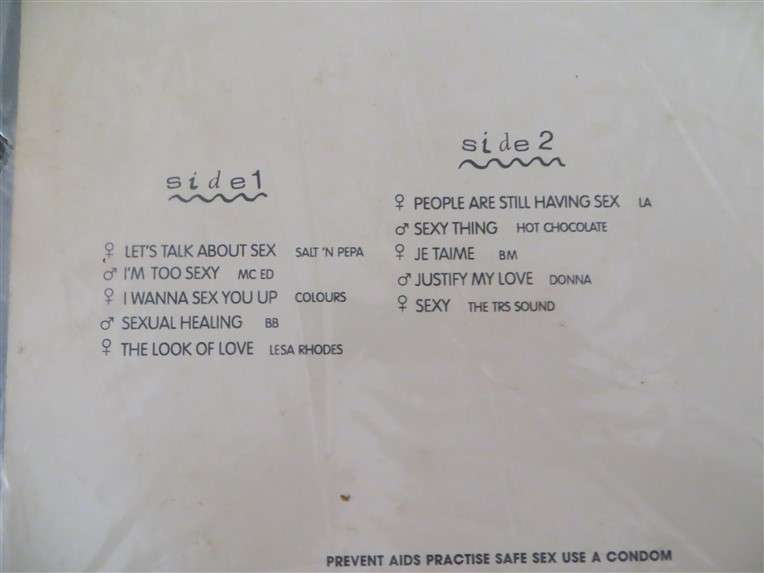 side 1
♀ LET'S TALK ABOUT SEX SALT 'N PEPA
♂ I'M TOO SEXY MC ED
♀ I WANNA SEX YOU UP COLOURS
♂ SEXUAL HEALING BB
♀ THE LOOK OF LOVE LESA RHODES
side 2
♀ PEOPLE ARE STILL HAVING SEX LA
♂ SEXY THING HOT CHOCOLATE
♀ JE TAIME BM
♂ JUSTIFY MY LOVE DONNA
♀ SEXY THE TRS SOUND
PREVENT AIDS PRACTISE SAFE SEX USE A CONDOM